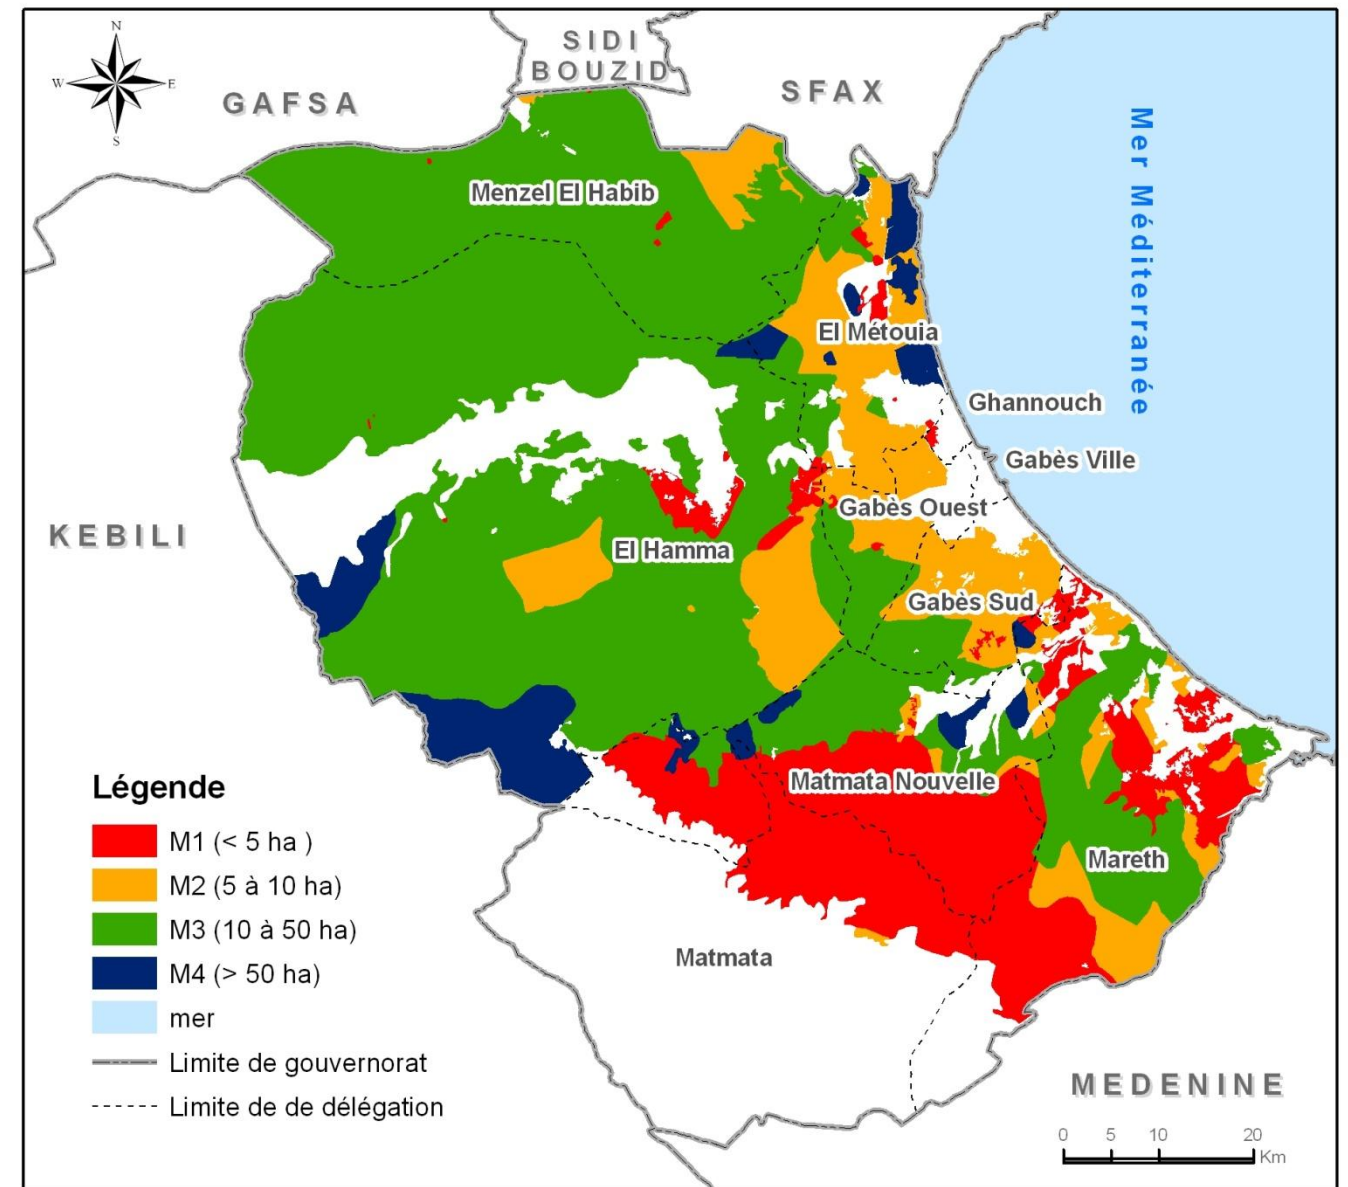 N
W
E
S
SIDI
BOUZID
GAFSA
SFAX
Mer Méditerranée
Menzel El Habib
El Métouia
Ghannouch
Gabès Ville
Gabès Ouest
KEBILI
El Hamma
Gabès Sud
Matmata Nouvelle
Mareth
Matmata
MEDENINE
Légende
M1 (< 5 ha )
M2 (5 à 10 ha)
M3 (10 à 50 ha)
M4 (> 50 ha)
mer
Limite de gouvernorat
Limite de de délégation
0 5 10 20
Km